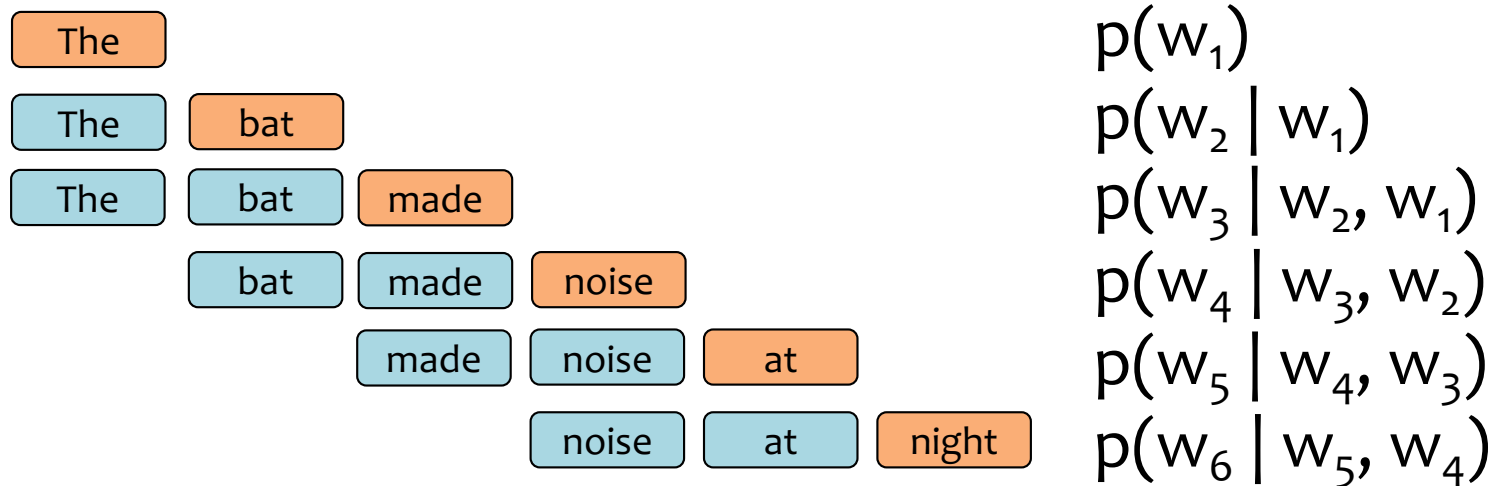 The p(w₁)
The bat p(w₂ | w₁)
The bat made p(w₃ | w₂, w₁)
bat made noise p(w₄ | w₃, w₂)
made noise at p(w₅ | w₄, w₃)
noise at night p(w₆ | w₅, w₄)